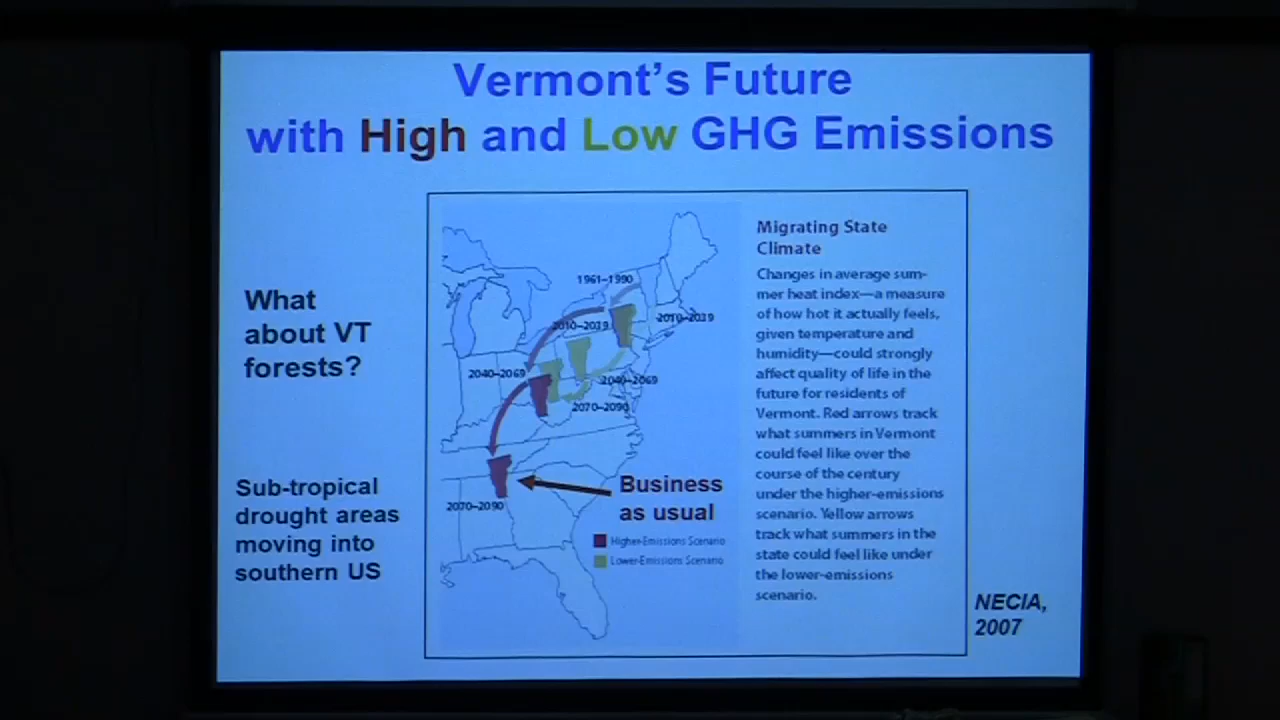 Vermont's Future
with High and Low GHG Emissions
What
about VT
forests?
Sub-tropical
drought areas
moving into
southern US
1961–1990
2010–2039
2010–2039
2040–2069
2040–2069
2070–2090
2070–2090
Business
as usual
Higher-Emissions Scenario
Lower-Emissions Scenario
Migrating State
Climate
Changes in average sum-
mer heat index—a measure
of how hot it actually feels,
given temperature and
humidity—could strongly
affect quality of life in the
future for residents of
Vermont. Red arrows track
what summers in Vermont
could feel like over the
course of the century
under the higher-emissions
scenario. Yellow arrows
track what summers in the
state could feel like under
the lower-emissions
scenario.
NECIA,
2007